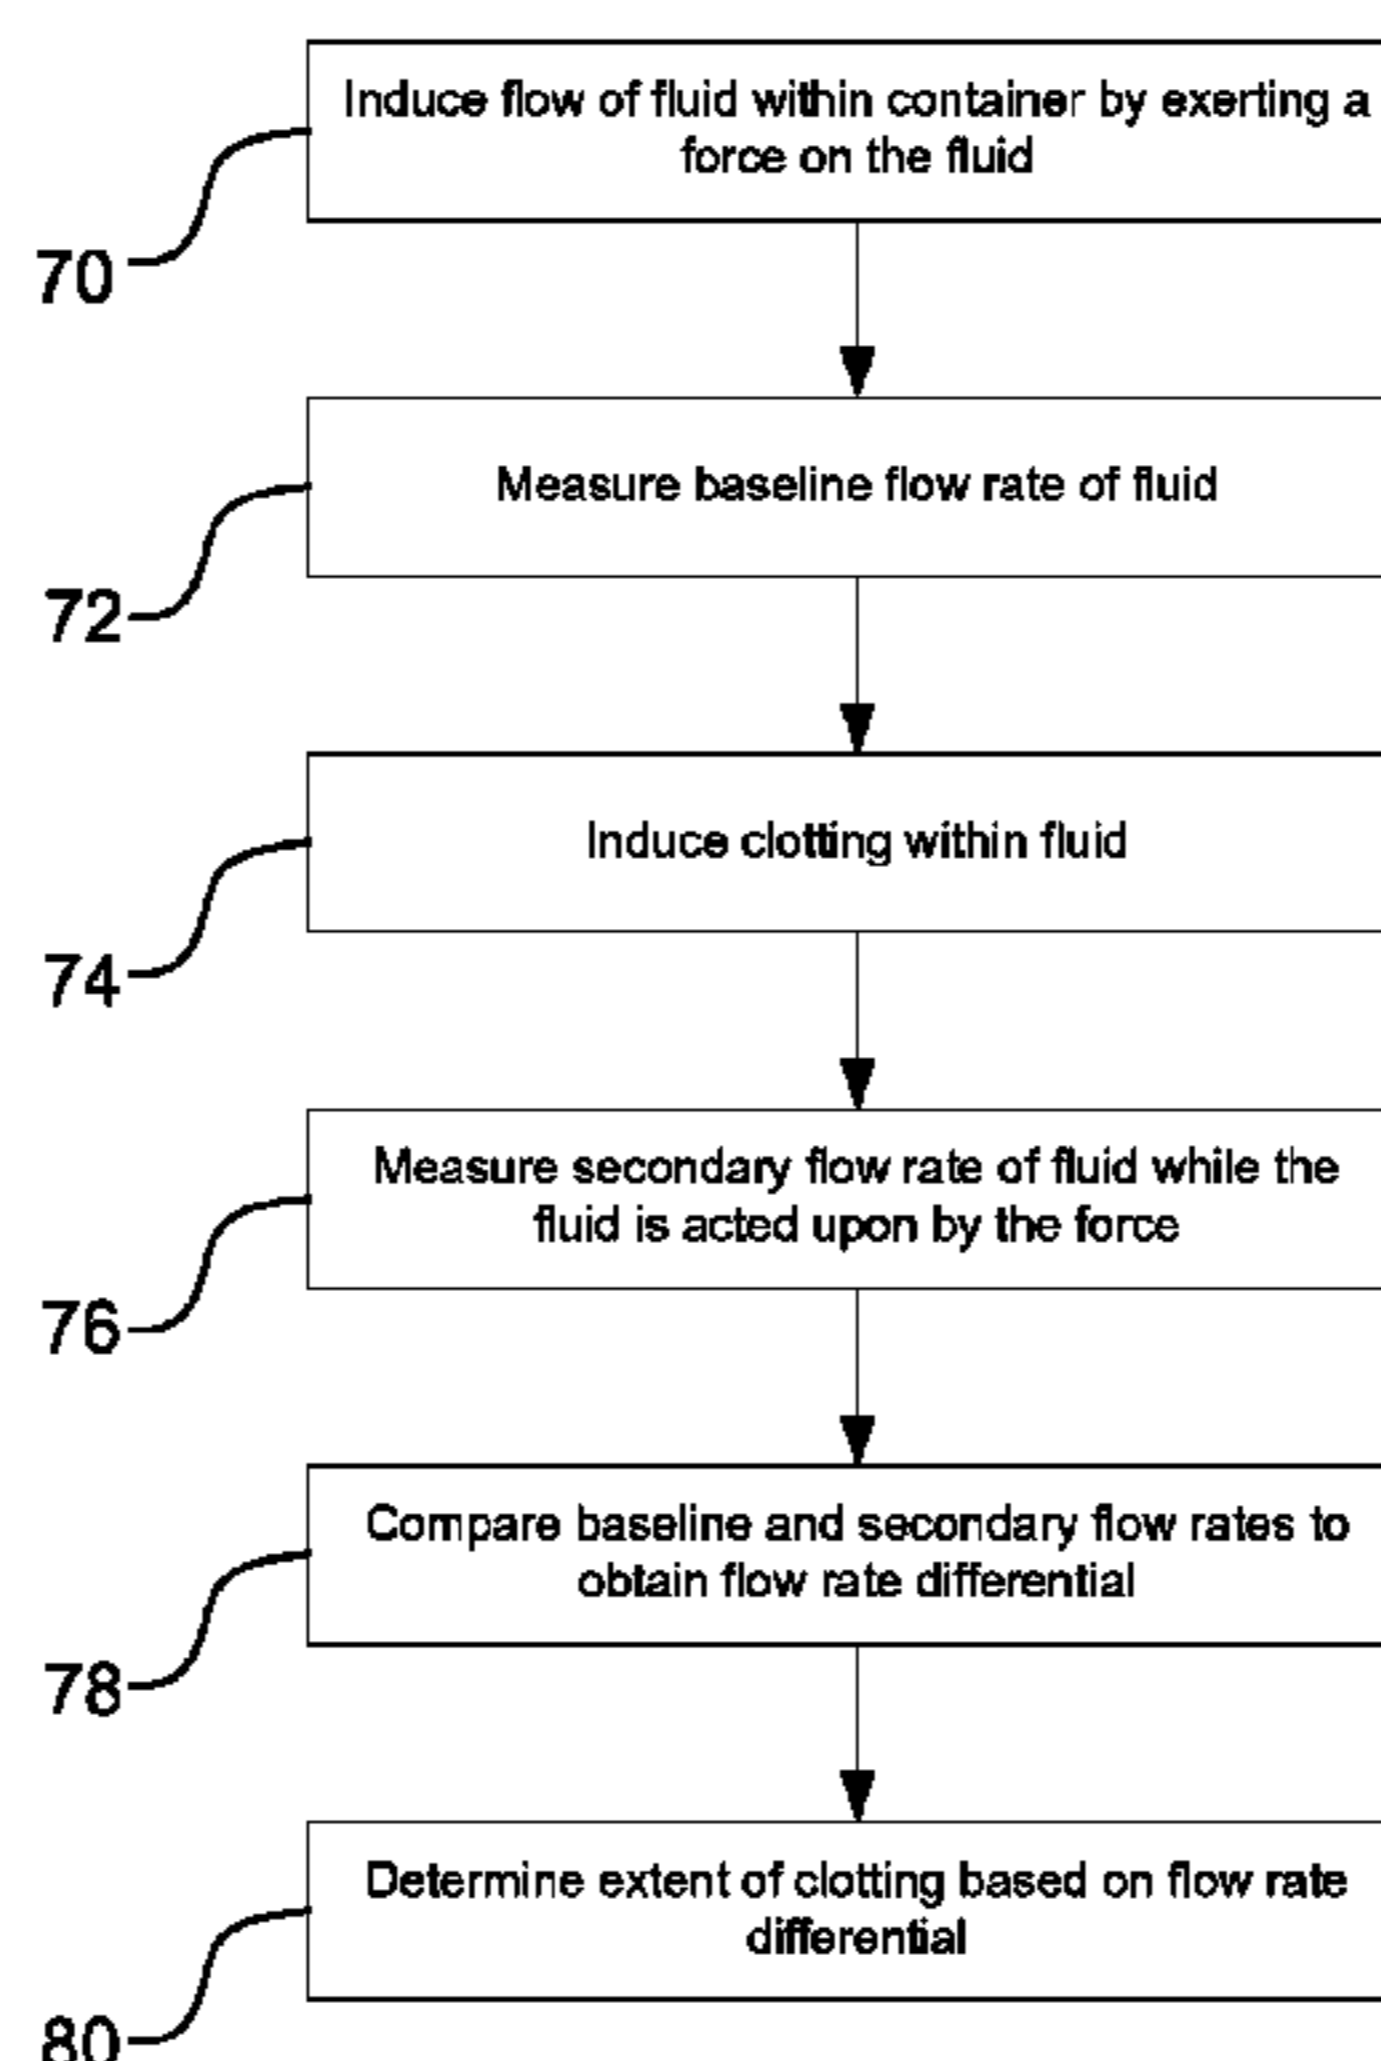 Induce flow of fluid within container by exerting a
force on the fluid
70
Measure baseline flow rate of fluid
72
Induce clotting within fluid
74
Measure secondary flow rate of fluid while the
fluid is acted upon by the force
76
Compare baseline and secondary flow rates to
obtain flow rate differential
78
Determine extent of clotting based on flow rate
differential
80